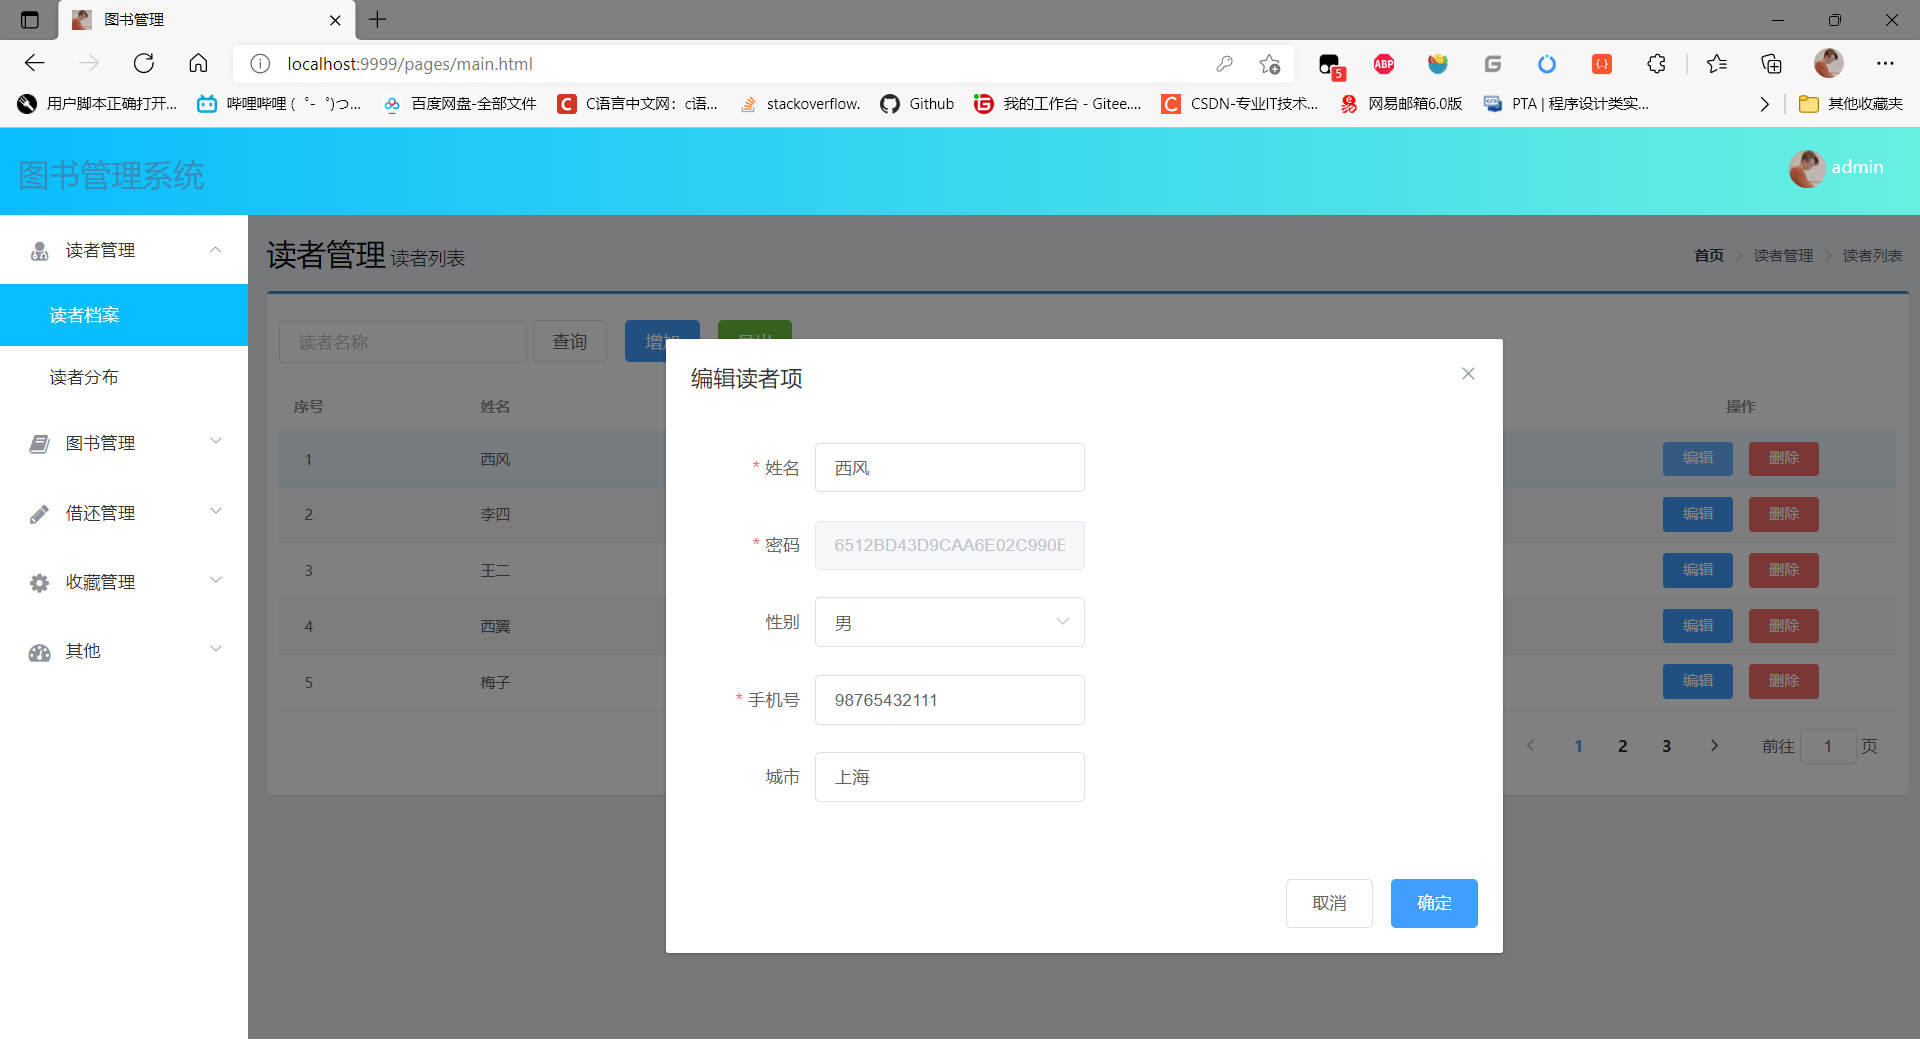 图书管理
localhost:9999/pages/main.html
5
ABP
用户脚本正确打开...
哔哩哔哩 (゜-゜)つ...
百度网盘-全部文件
C语言中文网：c语...
stackoverflow.
Github
我的工作台 - Gitee....
CSDN-专业IT技术...
网易邮箱6.0版
PTA | 程序设计类实...
其他收藏夹
图书管理系统
admin
读者管理
读者档案
读者分布
图书管理
借还管理
收藏管理
其他
读者管理 读者列表
首页 读者管理 读者列表
读者名称 查询
序号 姓名 操作
1 西风 编辑 删除
2 李四 编辑 删除
3 王二 编辑 删除
4 西翼 编辑 删除
5 梅子 编辑 删除
1 2 3 前往 1 页
编辑读者项
* 姓名 西风
* 密码 6512BD43D9CAA6E02C990E
性别 男
* 手机号 98765432111
城市 上海
取消 确定